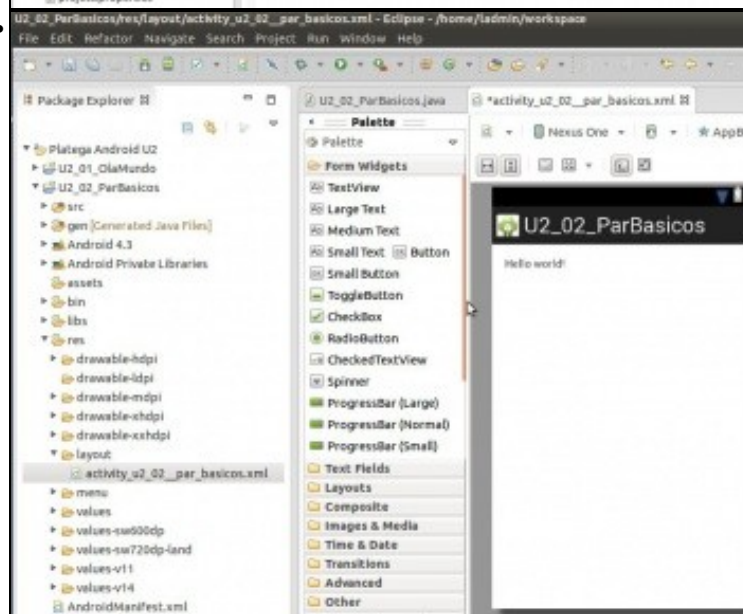 U2_02_ParBasicos/res/layout/activity_u2_02__par_basicos.xml - Eclipse - /home/ladmin/workspace
File Edit Refactor Navigate Search Project Run Window Help
Package Explorer
U2_02_ParBasicos.java
*activity_u2_02__par_basicos.xml
Palette
Palette
Nexus One
AppB
Platega Android U2
U2_01_OlaMundo
U2_02_ParBasicos
src
gen [Generated Java Files]
Android 4.3
Android Private Libraries
assets
bin
libs
res
drawable-hdpi
drawable-ldpi
drawable-mdpi
drawable-xhdpi
drawable-xxhdpi
layout
activity_u2_02__par_basicos.xml
menu
values
values-sw600dp
values-sw720dp-land
values-v11
values-v14
AndroidManifest.xml
Form Widgets
TextView
Large Text
Medium Text
Small Text Button
Small Button
ToggleButton
CheckBox
RadioButton
CheckedTextView
Spinner
ProgressBar (Large)
ProgressBar (Normal)
ProgressBar (Small)
Text Fields
Layouts
Composite
Images & Media
Time & Date
Transitions
Advanced
Other
U2_02_ParBasicos
Hello world!